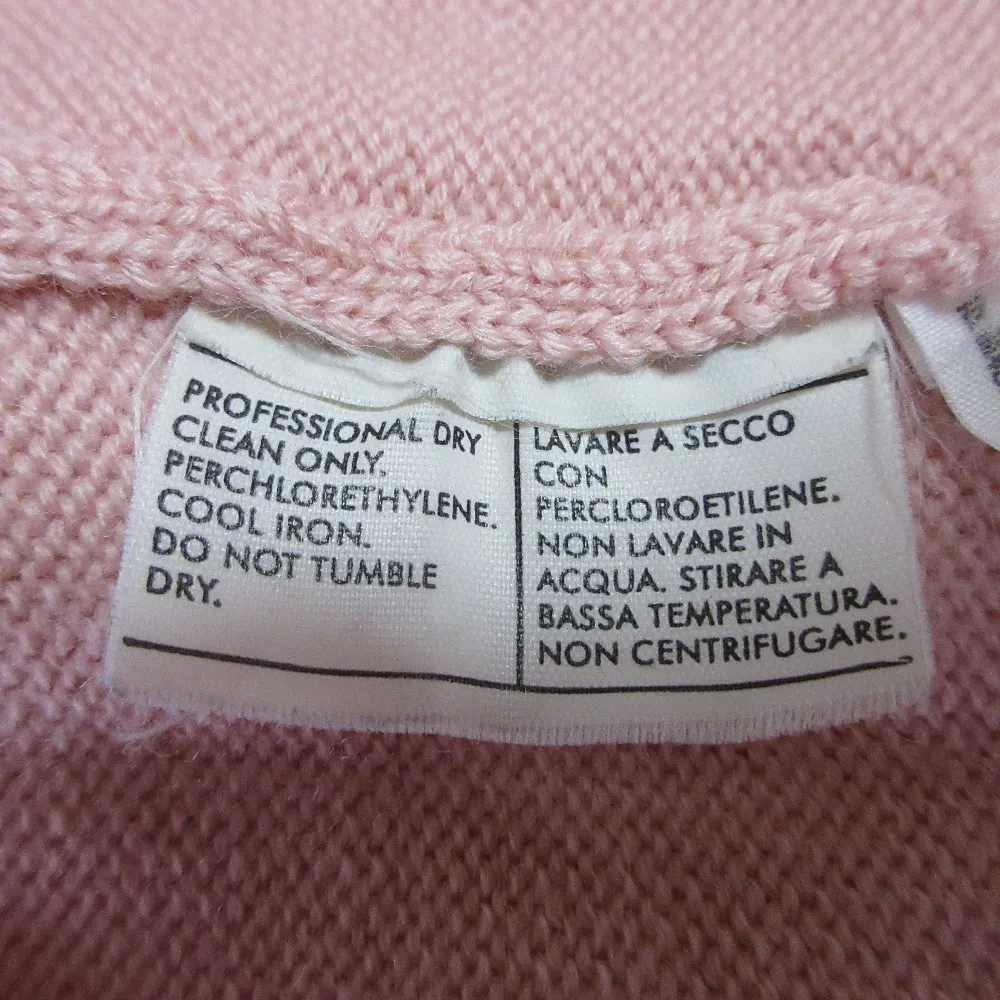 PROFESSIONAL DRY
CLEAN ONLY.
PERCHLORETHYLENE.
COOL IRON.
DO NOT TUMBLE
DRY.
LAVARE A SECCO
CON
PERCLOROETILENE.
NON LAVARE IN
ACQUA. STIRARE A
BASSA TEMPERATURA.
NON CENTRIFUGARE.